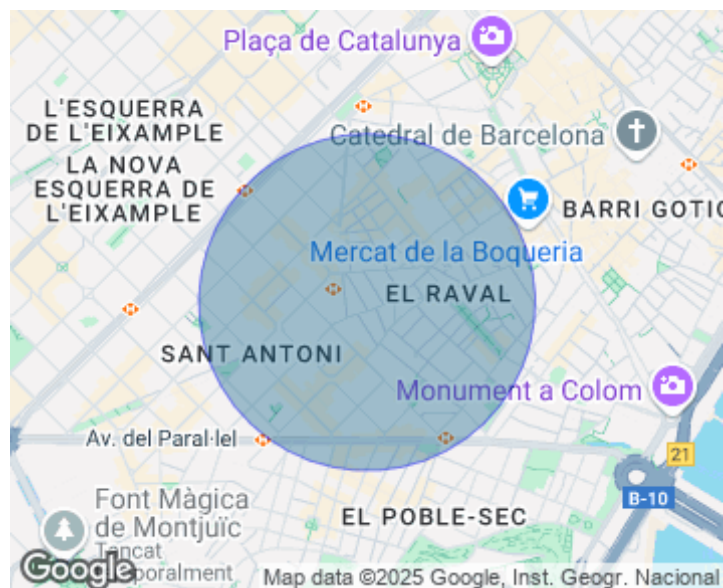 Plaça de Catalunya
L'ESQUERRA
DE L'EIXAMPLE
Catedral de Barcelona
LA NOVA
ESQUERRA DE
L'EIXAMPLE
BARRI GOTIC
Mercat de la Boqueria
EL RAVAL
SANT ANTONI
Monument a Colom
Av. del Paral·lel
21
B-10
Font Màgica
de Montjuïc
Tancat
temporalment
EL POBLE-SEC
Google
Map data ©2025 Google, Inst. Geogr. Nacional